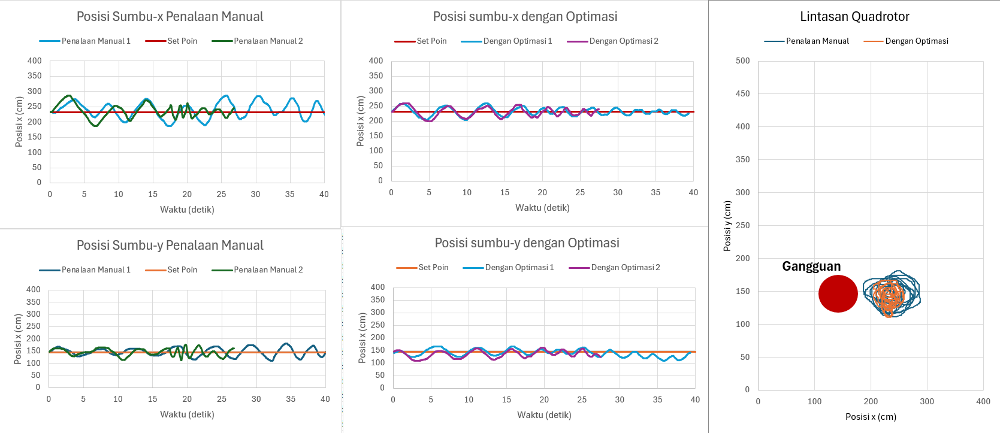 Posisi Sumbu-x Penalaan Manual
Penalaan Manual 1 Set Poin Penalaan Manual 2
400
350
300
250
200
150
100
50
0
Posisi x (cm)
0 5 10 15 20 25 30 35 40
Waktu (detik)
Posisi sumbu-x dengan Optimasi
Set Poin Dengan Optimasi 1 Dengan Optimasi 2
400
350
300
250
200
150
100
50
0
Posisi x (cm)
0 5 10 15 20 25 30 35 40
Waktu (detik)
Posisi Sumbu-y Penalaan Manual
Penalaan Manual 1 Set Poin Penalaan Manual 2
400
350
300
250
200
150
100
50
0
Posisi x (cm)
0 5 10 15 20 25 30 35 40
Waktu (detik)
Posisi sumbu-y dengan Optimasi
Set Poin Dengan Optimasi 1 Dengan Optimasi 2
400
350
300
250
200
150
100
50
0
Posisi x (cm)
0 5 10 15 20 25 30 35 40
Waktu (detik)
Lintasan Quadrotor
Penalaan Manual Dengan Optimasi
500
450
400
350
300
250
200
150
100
50
0
Posisi y (cm)
Gangguan
0 100 200 300 400
Posisi x (cm)